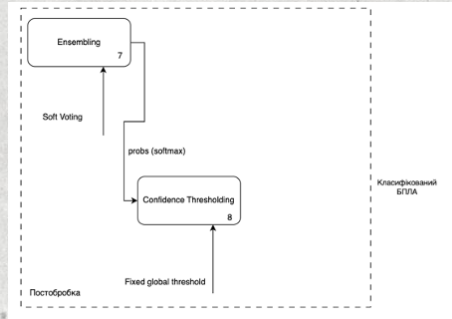 Ensembling
7
Soft Voting
probs (softmax)
Confidence Thresholding
8
Класифікований
БПЛА
Fixed global threshold
Постобробка